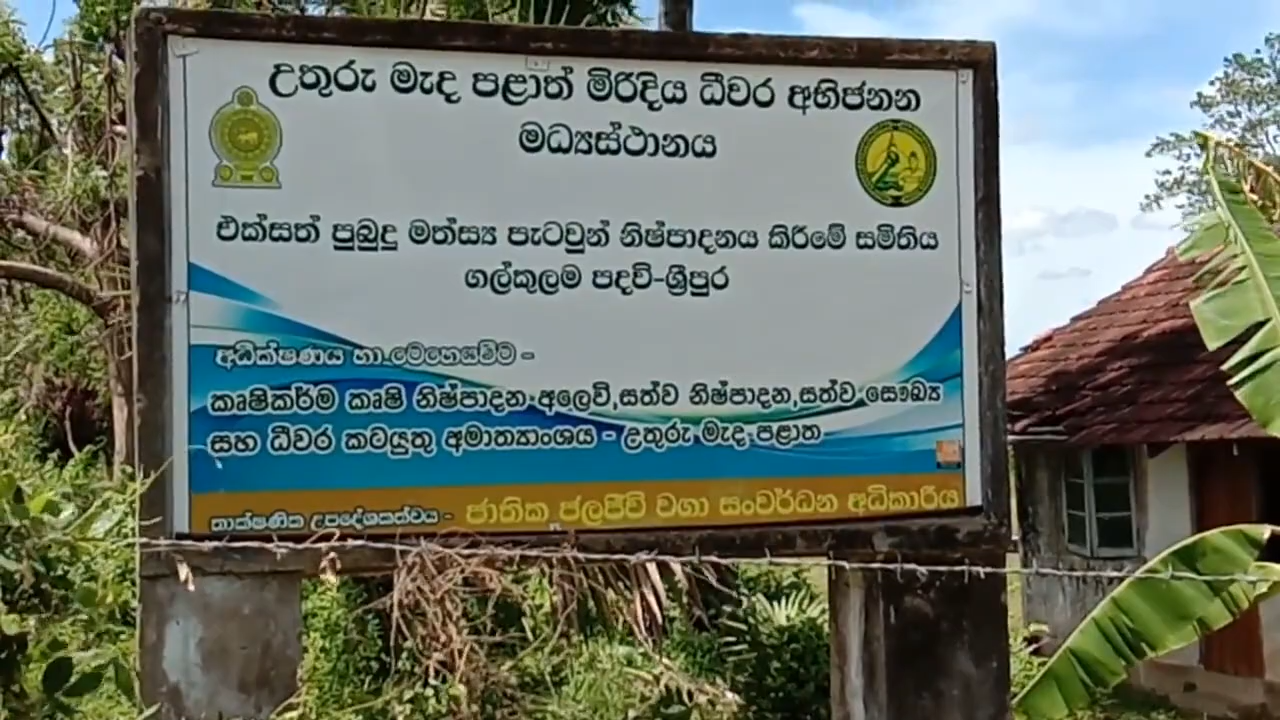 උතුරු මැද පළාත් මිරිදිය ධීවර අභිජනන
මධ්‍යස්ථානය
එක්සත් පුබුදු මත්ස්‍ය පැටවුන් නිෂ්පාදනය කිරීමේ සමිතිය
ගල්කුලම පදවි-ශ්‍රීපුර
අධීක්ෂණය හා මෙහෙයවීම -
කෘෂිකර්ම කෘෂි නිෂ්පාදන අලෙවි,සත්ව නිෂ්පාදන,සත්ව සෞඛ්‍ය
සහ ධීවර කටයුතු අමාත්‍යාංශය - උතුරු මැද පළාත
තාක්ෂණික උපදේශකත්වය - ජාතික ජලජීවී වගා සංවර්ධන අධිකාරිය